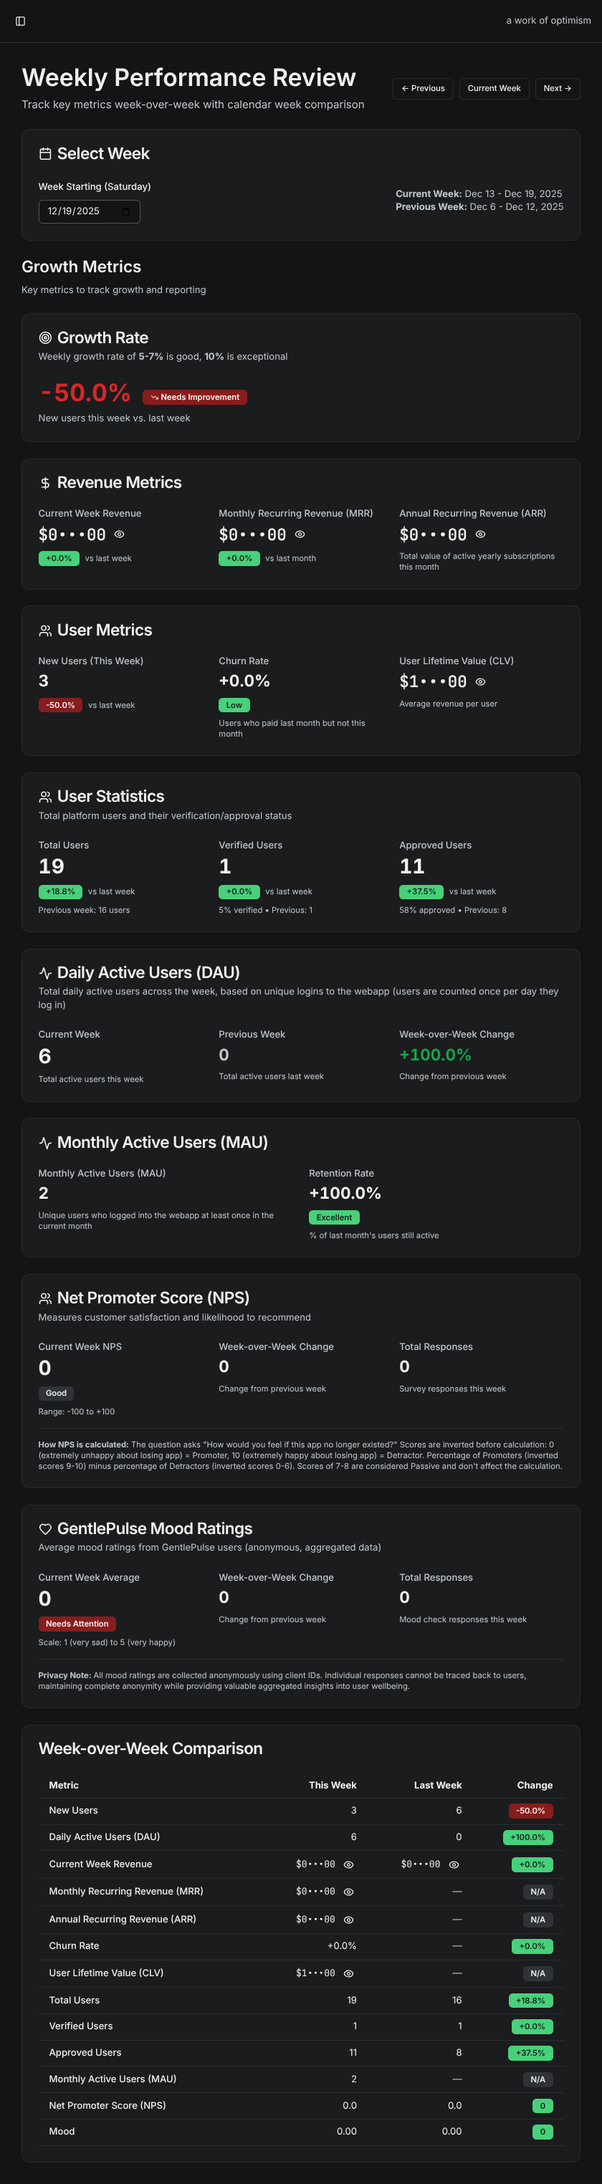 a work of optimism
Weekly Performance Review
Track key metrics week-over-week with calendar week comparison
← Previous
Current Week
Next →
Select Week
Week Starting (Saturday)
12/19/2025
Current Week: Dec 13 - Dec 19, 2025
Previous Week: Dec 6 - Dec 12, 2025
Growth Metrics
Key metrics to track growth and reporting
Growth Rate
Weekly growth rate of 5-7% is good, 10% is exceptional
-50.0% Needs Improvement
New users this week vs. last week
Revenue Metrics
Current Week Revenue
$0•••00
+0.0% vs last week
Monthly Recurring Revenue (MRR)
$0•••00
+0.0% vs last month
Annual Recurring Revenue (ARR)
$0•••00
Total value of active yearly subscriptions
this month
User Metrics
New Users (This Week)
3
-50.0% vs last week
Churn Rate
+0.0%
Low
Users who paid last month but not this
month
User Lifetime Value (CLV)
$1•••00
Average revenue per user
User Statistics
Total platform users and their verification/approval status
Total Users
19
+18.8% vs last week
Previous week: 16 users
Verified Users
1
+0.0% vs last week
5% verified • Previous: 1
Approved Users
11
+37.5% vs last week
58% approved • Previous: 8
Daily Active Users (DAU)
Total daily active users across the week, based on unique logins to the webapp (users are counted once per day they
log in)
Current Week
6
Total active users this week
Previous Week
0
Total active users last week
Week-over-Week Change
+100.0%
Change from previous week
Monthly Active Users (MAU)
Monthly Active Users (MAU)
2
Unique users who logged into the webapp at least once in the
current month
Retention Rate
+100.0%
Excellent
% of last month's users still active
Net Promoter Score (NPS)
Measures customer satisfaction and likelihood to recommend
Current Week NPS
0
Good
Range: -100 to +100
Week-over-Week Change
0
Change from previous week
Total Responses
0
Survey responses this week
How NPS is calculated: The question asks "How would you feel if this app no longer existed?" Scores are inverted before calculation: 0
(extremely unhappy about losing app) = Promoter, 10 (extremely happy about losing app) = Detractor. Percentage of Promoters (inverted
scores 9-10) minus percentage of Detractors (inverted scores 0-6). Scores of 7-8 are considered Passive and don't affect the calculation.
GentlePulse Mood Ratings
Average mood ratings from GentlePulse users (anonymous, aggregated data)
Current Week Average
0
Needs Attention
Scale: 1 (very sad) to 5 (very happy)
Week-over-Week Change
0
Change from previous week
Total Responses
0
Mood check responses this week
Privacy Note: All mood ratings are collected anonymously using client IDs. Individual responses cannot be traced back to users,
maintaining complete anonymity while providing valuable aggregated insights into user wellbeing.
Week-over-Week Comparison
Metric This Week Last Week Change
New Users 3 6 -50.0%
Daily Active Users (DAU) 6 0 +100.0%
Current Week Revenue $0•••00 $0•••00 +0.0%
Monthly Recurring Revenue (MRR) $0•••00 — N/A
Annual Recurring Revenue (ARR) $0•••00 — N/A
Churn Rate +0.0% — +0.0%
User Lifetime Value (CLV) $1•••00 — N/A
Total Users 19 16 +18.8%
Verified Users 1 1 +0.0%
Approved Users 11 8 +37.5%
Monthly Active Users (MAU) 2 — N/A
Net Promoter Score (NPS) 0.0 0.0 0
Mood 0.00 0.00 0